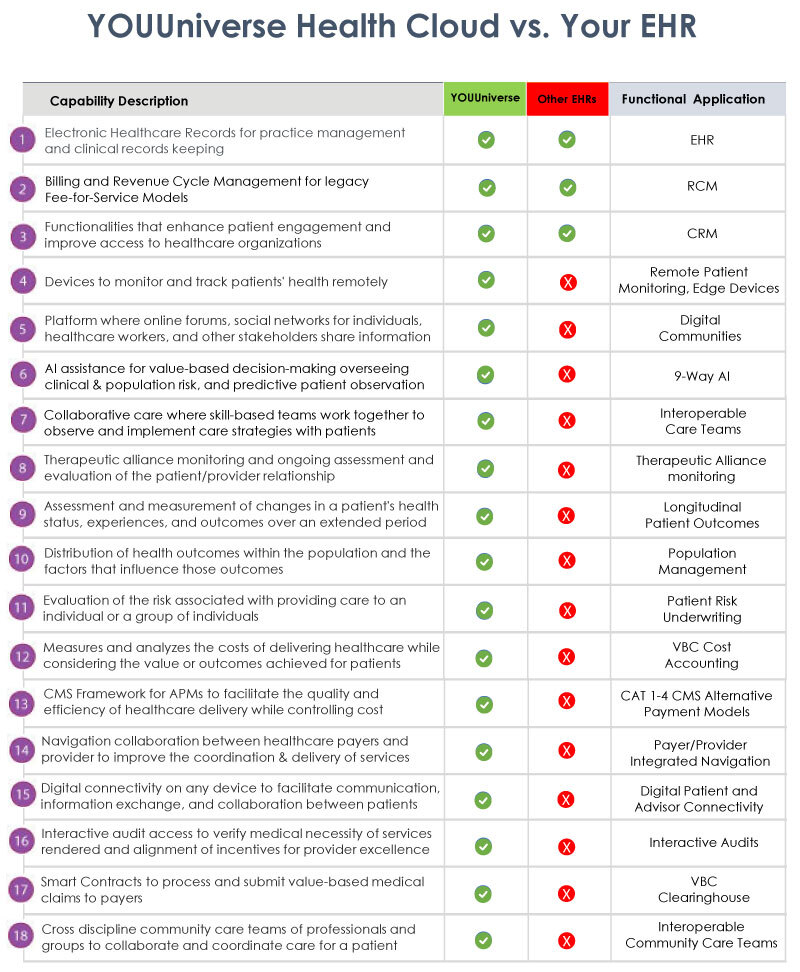 YOUUniverse Health Cloud vs. Your EHR
Capability Description
YOUUniverse
Other EHRs
Functional Application
1
Electronic Healthcare Records for practice management
and clinical records keeping
EHR
2
Billing and Revenue Cycle Management for legacy
Fee-for-Service Models
RCM
3
Functionalities that enhance patient engagement and
improve access to healthcare organizations
CRM
4
Devices to monitor and track patients' health remotely
X
Remote Patient
Monitoring, Edge Devices
5
Platform where online forums, social networks for individuals,
healthcare workers, and other stakeholders share information
X
Digital
Communities
6
AI assistance for value-based decision-making overseeing
clinical & population risk, and predictive patient observation
X
9-Way AI
7
Collaborative care where skill-based teams work together to
observe and implement care strategies with patients
X
Interoperable
Care Teams
8
Therapeutic alliance monitoring and ongoing assessment and
evaluation of the patient/provider relationship
X
Therapeutic Alliance
monitoring
9
Assessment and measurement of changes in a patient's health
status, experiences, and outcomes over an extended period
X
Longitudinal
Patient Outcomes
10
Distribution of health outcomes within the population and the
factors that influence those outcomes
X
Population
Management
11
Evaluation of the risk associated with providing care to an
individual or a group of individuals
X
Patient Risk
Underwriting
12
Measures and analyzes the costs of delivering healthcare while
considering the value or outcomes achieved for patients
X
VBC Cost
Accounting
13
CMS Framework for APMs to facilitate the quality and
efficiency of healthcare delivery while controlling cost
X
CAT 1-4 CMS Alternative
Payment Models
14
Navigation collaboration between healthcare payers and
provider to improve the coordination & delivery of services
X
Payer/Provider
Integrated Navigation
15
Digital connectivity on any device to facilitate communication,
information exchange, and collaboration between patients
X
Digital Patient and
Advisor Connectivity
16
Interactive audit access to verify medical necessity of services
rendered and alignment of incentives for provider excellence
X
Interactive Audits
17
Smart Contracts to process and submit value-based medical
claims to payers
X
VBC
Clearinghouse
18
Cross discipline community care teams of professionals and
groups to collaborate and coordinate care for a patient
X
Interoperable
Community Care Teams